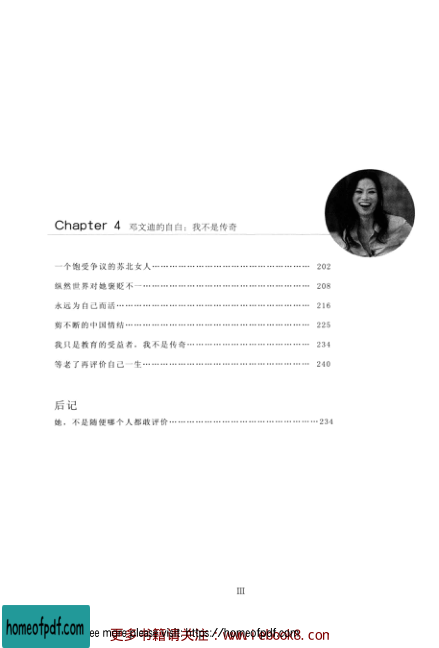 Chapter 4 邓文迪的自白：我不是传奇
一个饱受争议的苏北女人………………………………………………… 202
纵然世界对她褒贬不一………………………………………………… 208
永远为自己而活………………………………………………… 216
剪不断的中国情结………………………………………………… 225
我只是教育的受益者，我不是传奇………………………………………… 234
等老了再评价自己一生………………………………………………… 240
后记
她，不是随便哪个人都敢评价……………………………………………234
III
homeofpdf.com
更多书籍请关注：www.rebook8.com